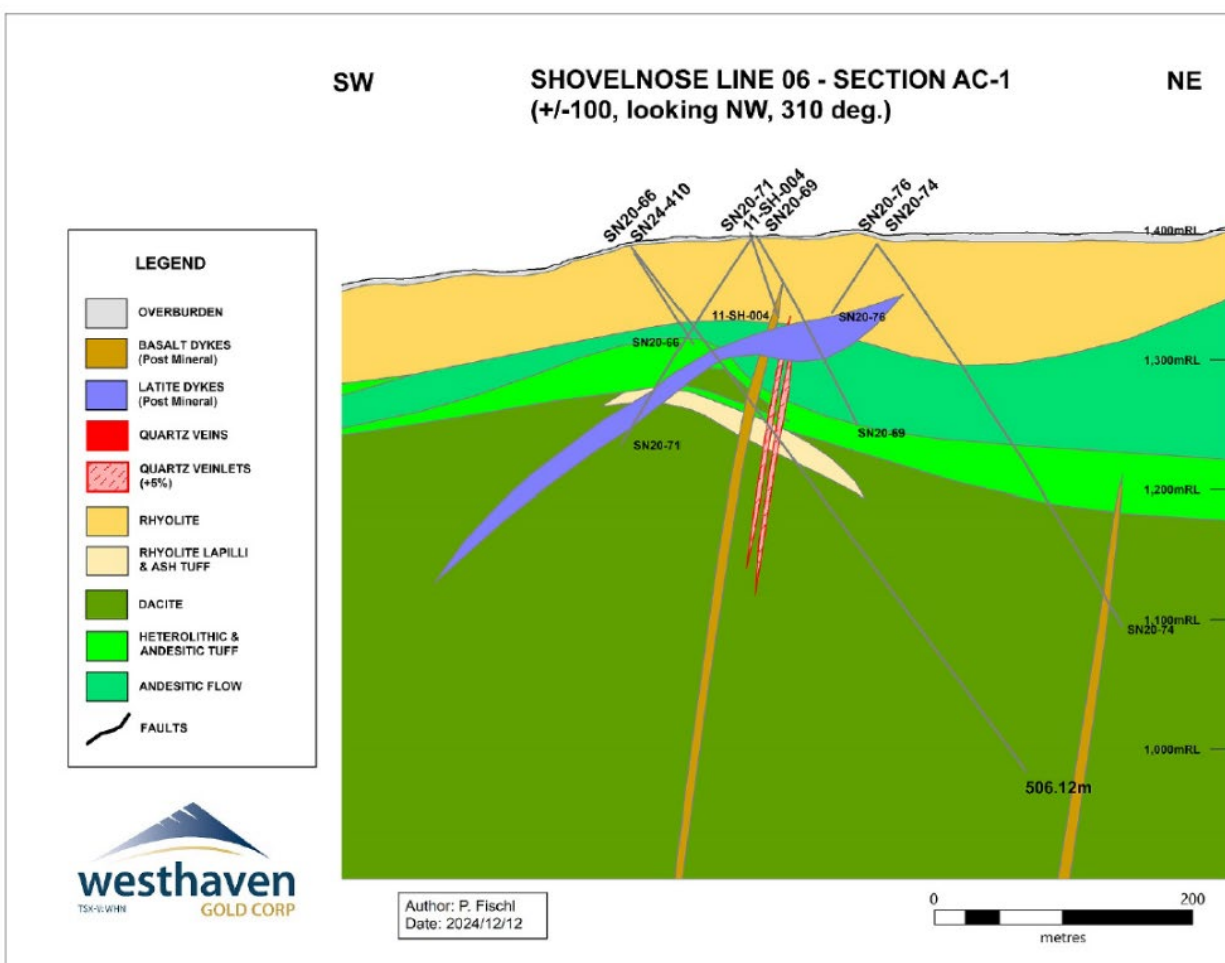 SW
SHOVELNOSE LINE 06 - SECTION AC-1
(+/-100, looking NW, 310 deg.)
NE
SN20-66
SN24-410
SN20-71
11-SH-004
SN20-69
SN20-76
SN20-74
1,400mRL
11-SH-004
SN20-76
SN20-66
1,300mRL
SN20-71
SN20-69
1,200mRL
1,100mRL
SN20-74
1,000mRL
506.12m
LEGEND
OVERBURDEN
BASALT DYKES
(Post Mineral)
LATITE DYKES
(Post Mineral)
QUARTZ VEINS
QUARTZ VEINLETS
(+5%)
RHYOLITE
RHYOLITE LAPILLI
& ASH TUFF
DACITE
HETEROLITHIC &
ANDESITIC TUFF
ANDESITIC FLOW
FAULTS
westhaven
TSX-V: WHN
GOLD CORP
Author: P. Fischl
Date: 2024/12/12
0 200
metres